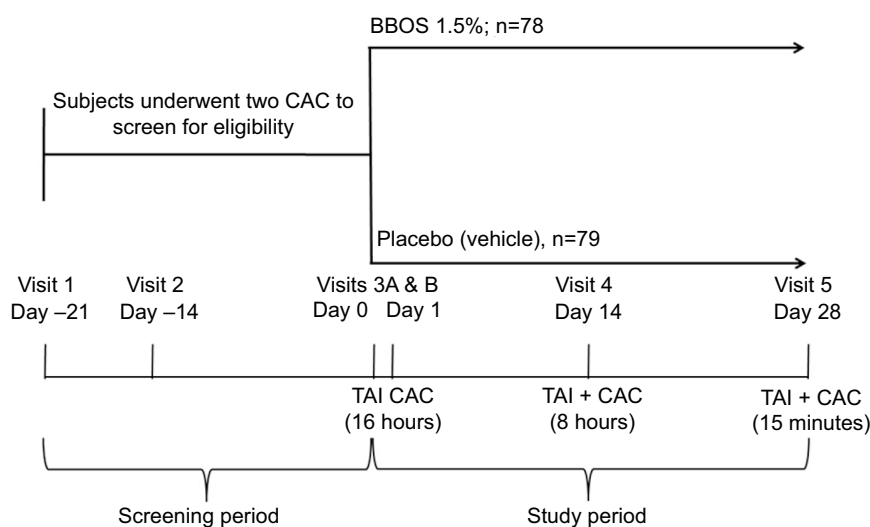 BBOS 1.5%; n=78
Subjects underwent two CAC to
screen for eligibility
Placebo (vehicle), n=79
Visit 1
Day –21
Visit 2
Day –14
Visits 3A & B
Day 0 Day 1
Visit 4
Day 14
Visit 5
Day 28
TAI CAC
(16 hours)
TAI + CAC
(8 hours)
TAI + CAC
(15 minutes)
Screening period
Study period